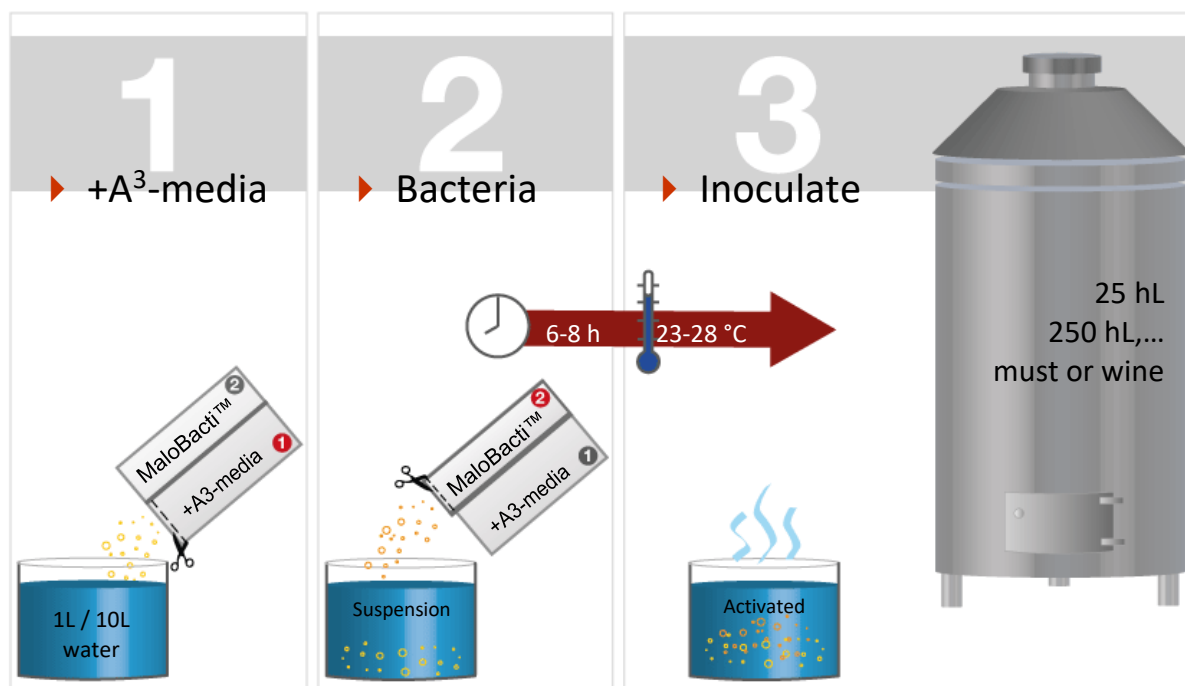 1
+A³-media
MaloBacti™
2
+A3-media
1
1L / 10L
water
2
Bacteria
6-8 h
23-28 °C
MaloBacti™
2
+A3-media
1
Suspension
3
Inoculate
25 hL
250 hL,...
must or wine
Activated